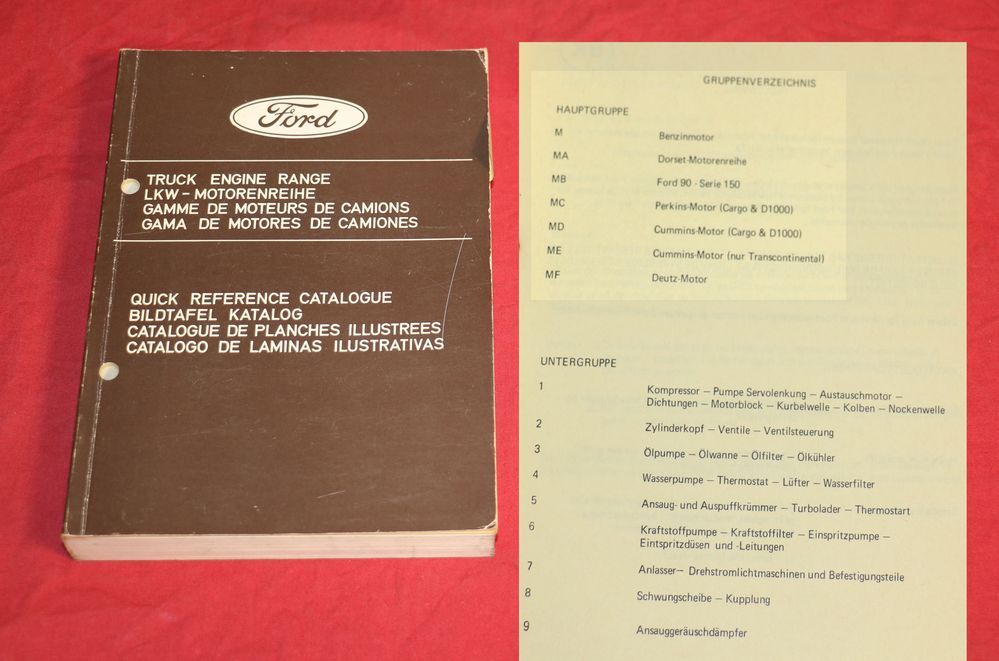 Ford
TRUCK ENGINE RANGE
LKW-MOTORENREIHE
GAMME DE MOTEURS DE CAMIONS
GAMA DE MOTORES DE CAMIONES
QUICK REFERENCE CATALOGUE
BILDTAFEL KATALOG
CATALOGUE DE PLANCHES ILLUSTREES
CATALOGO DE LAMINAS ILUSTRATIVAS
GRUPPENVERZEICHNIS
HAUPTGRUPPE
M Benzinmotor
MA Dorset-Motorenreihe
MB Ford 90 - Serie 150
MC Perkins-Motor (Cargo & D1000)
MD Cummins-Motor (Cargo & D1000)
ME Cummins-Motor (nur Transcontinental)
MF Deutz-Motor
UNTERGRUPPE
1 Kompressor — Pumpe Servolenkung — Austauschmotor —
Dichtungen — Motorblock — Kurbelwelle — Kolben — Nockenwelle
2 Zylinderkopf — Ventile — Ventilsteuerung
3 Ölpumpe — Ölwanne — Ölfilter — Ölkühler
4 Wasserpumpe — Thermostat — Lüfter — Wasserfilter
5 Ansaug- und Auspuffkrümmer — Turbolader — Thermostart
6 Kraftstoffpumpe — Kraftstoffilter — Einspritzpumpe —
Eintspritzdüsen und -Leitungen
7 Anlasser— Drehstromlichtmaschinen und Befestigungsteile
8 Schwungscheibe — Kupplung
9 Ansauggeräuschdämpfer